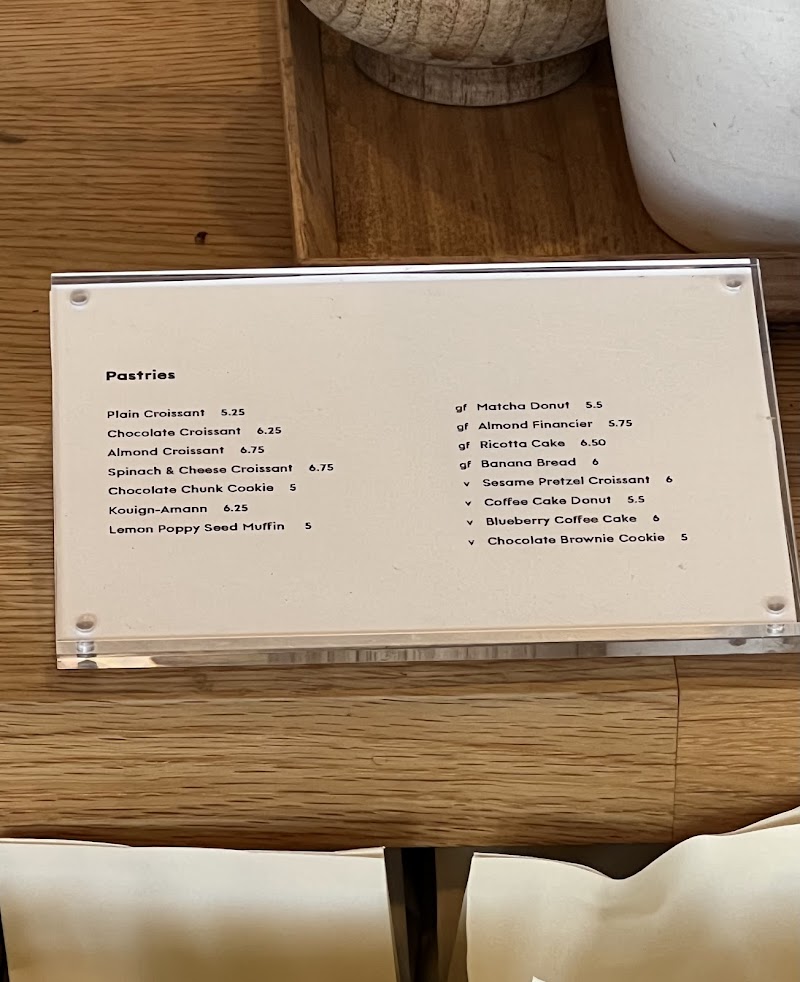 Pastries
Plain Croissant 5.25
Chocolate Croissant 6.25
Almond Croissant 6.75
Spinach & Cheese Croissant 6.75
Chocolate Chunk Cookie 5
Kouign-Amann 6.25
Lemon Poppy Seed Muffin 5
gf Matcha Donut 5.5
gf Almond Financier 5.75
gf Ricotta Cake 6.50
gf Banana Bread 6
v Sesame Pretzel Croissant 6
v Coffee Cake Donut 5.5
v Blueberry Coffee Cake 6
v Chocolate Brownie Cookie 5